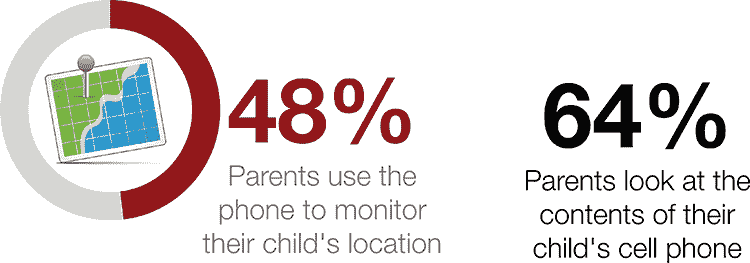 48%
Parents use the
phone to monitor
their child's location
64%
Parents look at the
contents of their
child's cell phone